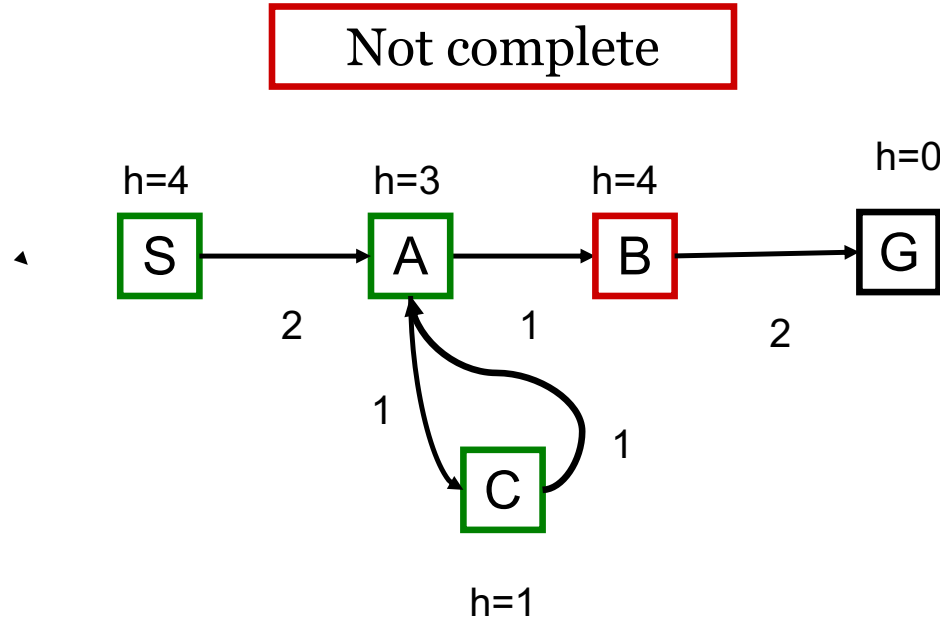 Not complete
h=0
h=4 h=3 h=4
S A B G
2 1 2
1 1
C
h=1